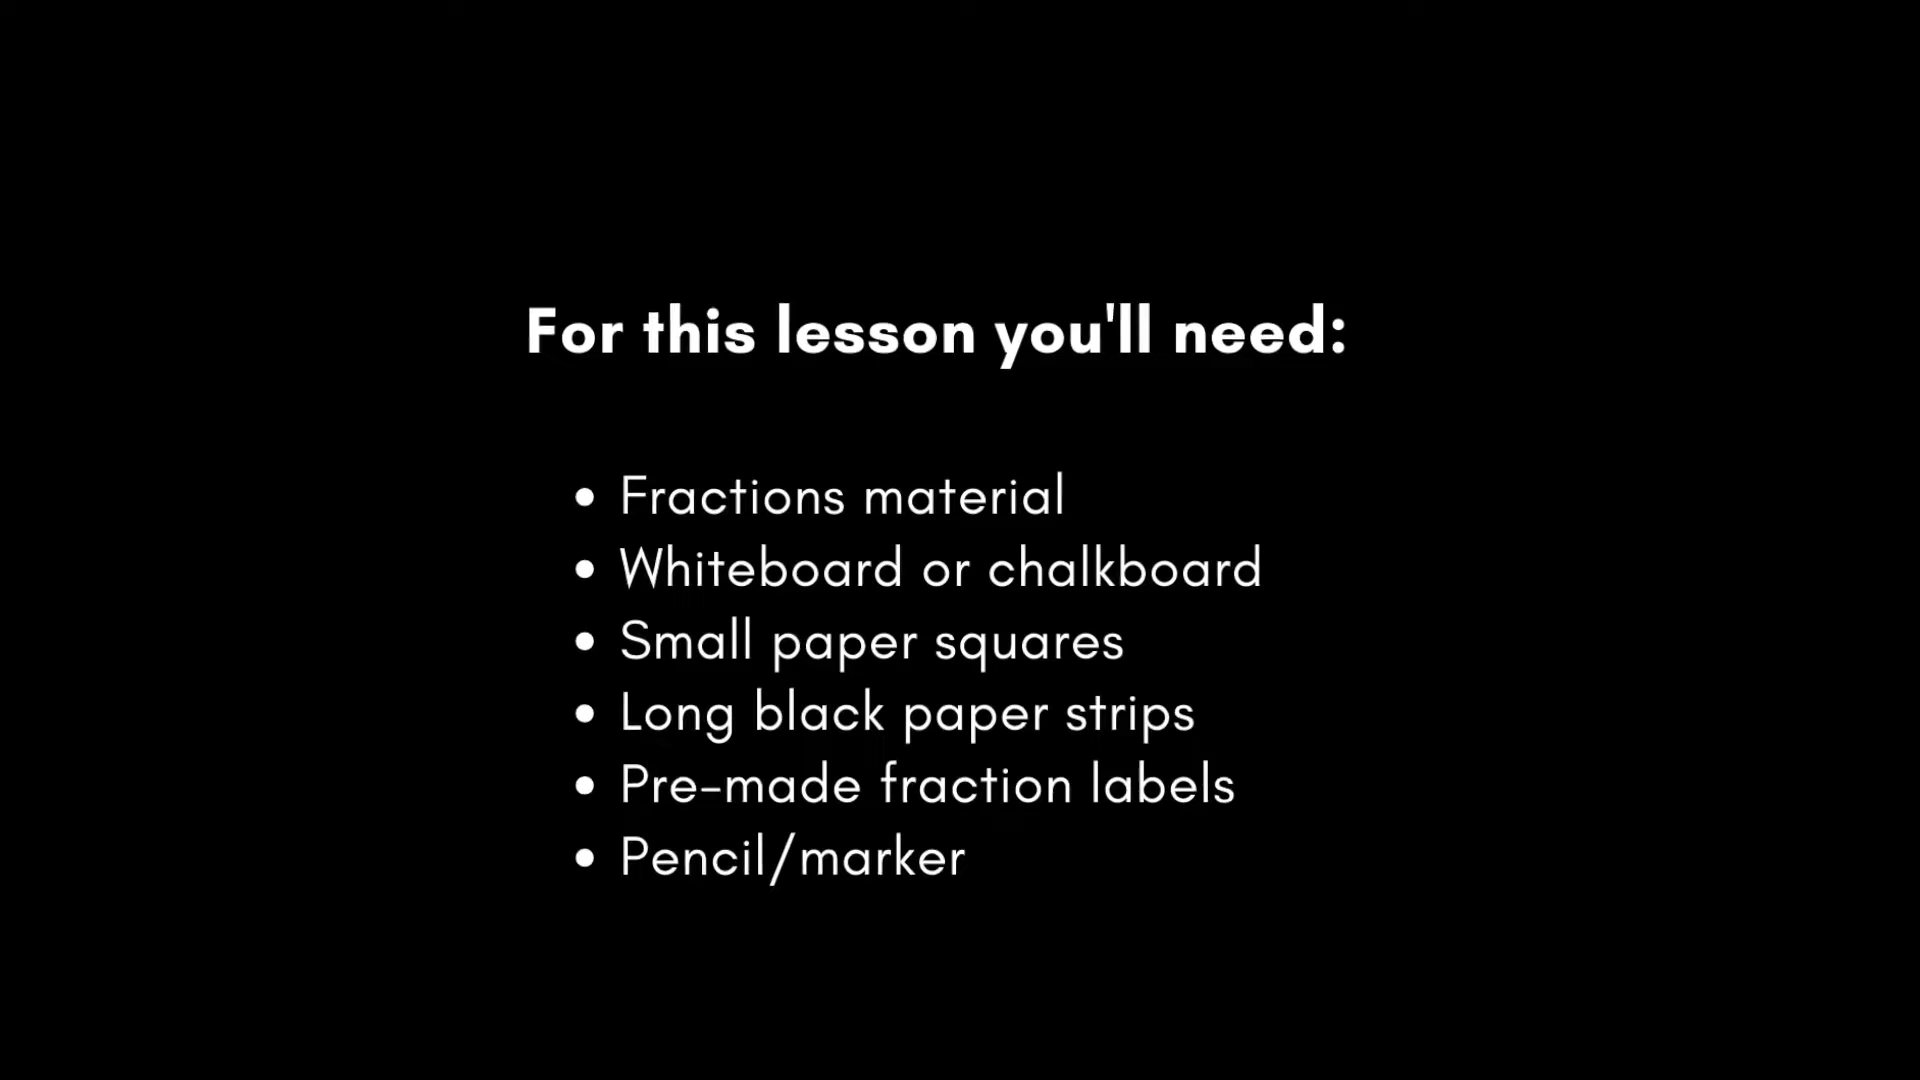 For this lesson you'll need:
• Fractions material
• Whiteboard or chalkboard
• Small paper squares
• Long black paper strips
• Pre-made fraction labels
• Pencil/marker